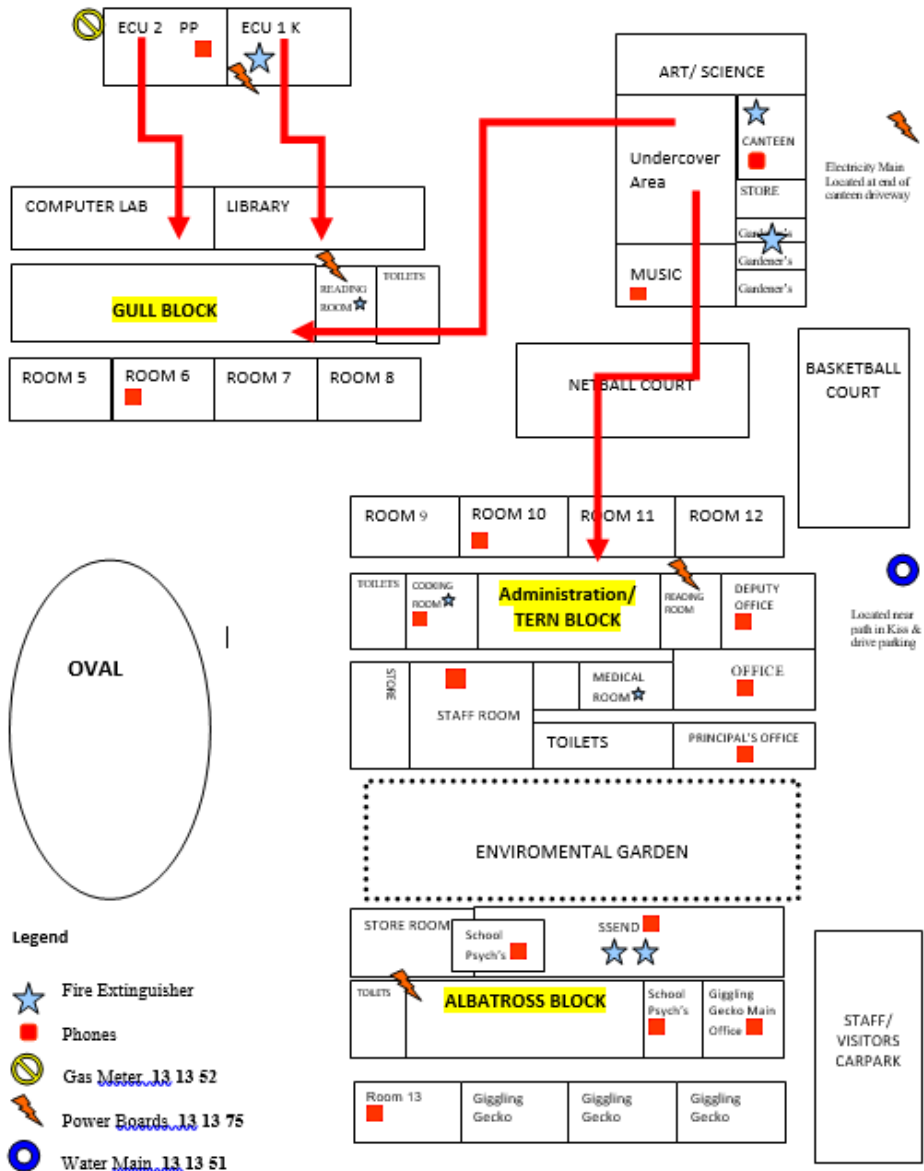 ECU 2 PP
ECU 1 K
ART/ SCIENCE
CANTEEN
Undercover
Area
STORE
Gardener's
Gardener's
Gardener's
MUSIC
Electricity Main
Located at end of
canteen driveway
COMPUTER LAB
LIBRARY
GULL BLOCK
READING
ROOM
TOILETS
ROOM 5
ROOM 6
ROOM 7
ROOM 8
NETBALL COURT
BASKETBALL
COURT
ROOM 9
ROOM 10
ROOM 11
ROOM 12
TOILETS
COOKING
ROOM
Administration/
TERN BLOCK
READING
ROOM
DEPUTY
OFFICE
Located near
path in Kiss &
drive parking
OVAL
STORE
STAFF ROOM
MEDICAL
ROOM
OFFICE
TOILETS
PRINCIPAL'S OFFICE
ENVIROMENTAL GARDEN
STORE ROOM
School
Psych's
SSEND
TOILETS
ALBATROSS BLOCK
School
Psych's
Giggling
Gecko Main
Office
STAFF/
VISITORS
CARPARK
Room 13
Giggling
Gecko
Giggling
Gecko
Giggling
Gecko
Legend
Fire Extinguisher
Phones
Gas Meter 13 13 52
Power Boards 13 13 75
Water Main 13 13 51